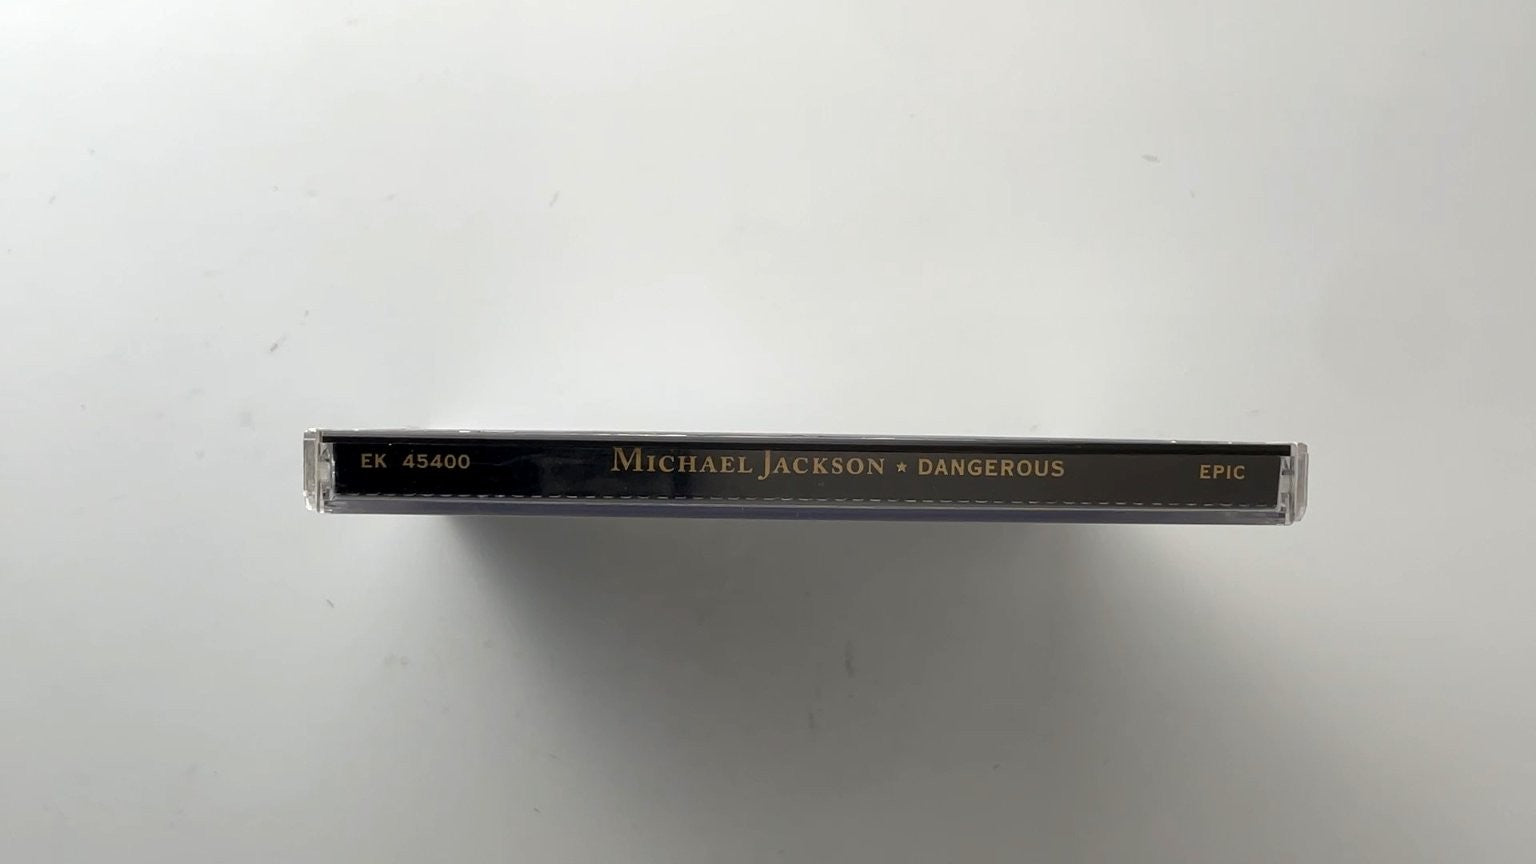 EK 45400 MICHAEL JACKSON ★ DANGEROUS EPIC